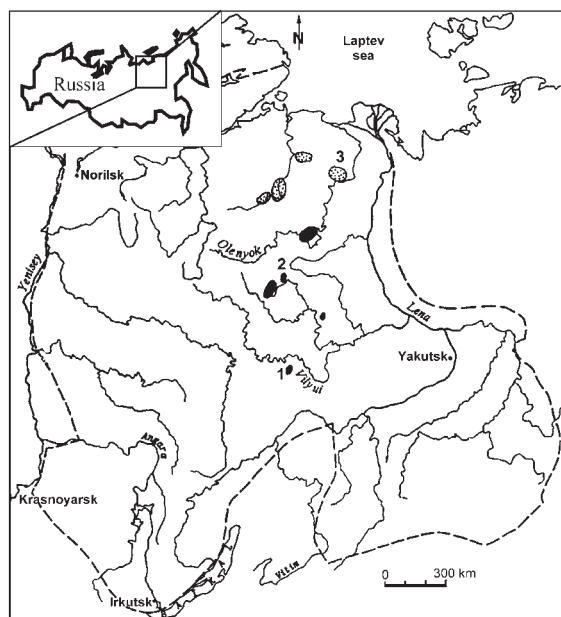 N
Laptev
sea
Russia
3
Norilsk
Olenyok
2
Yenisey
Lena
Yakutsk
1
Vilyui
Angara
Krasnoyarsk
BAIKAL
Vitim
0 300 km
Irkutsk